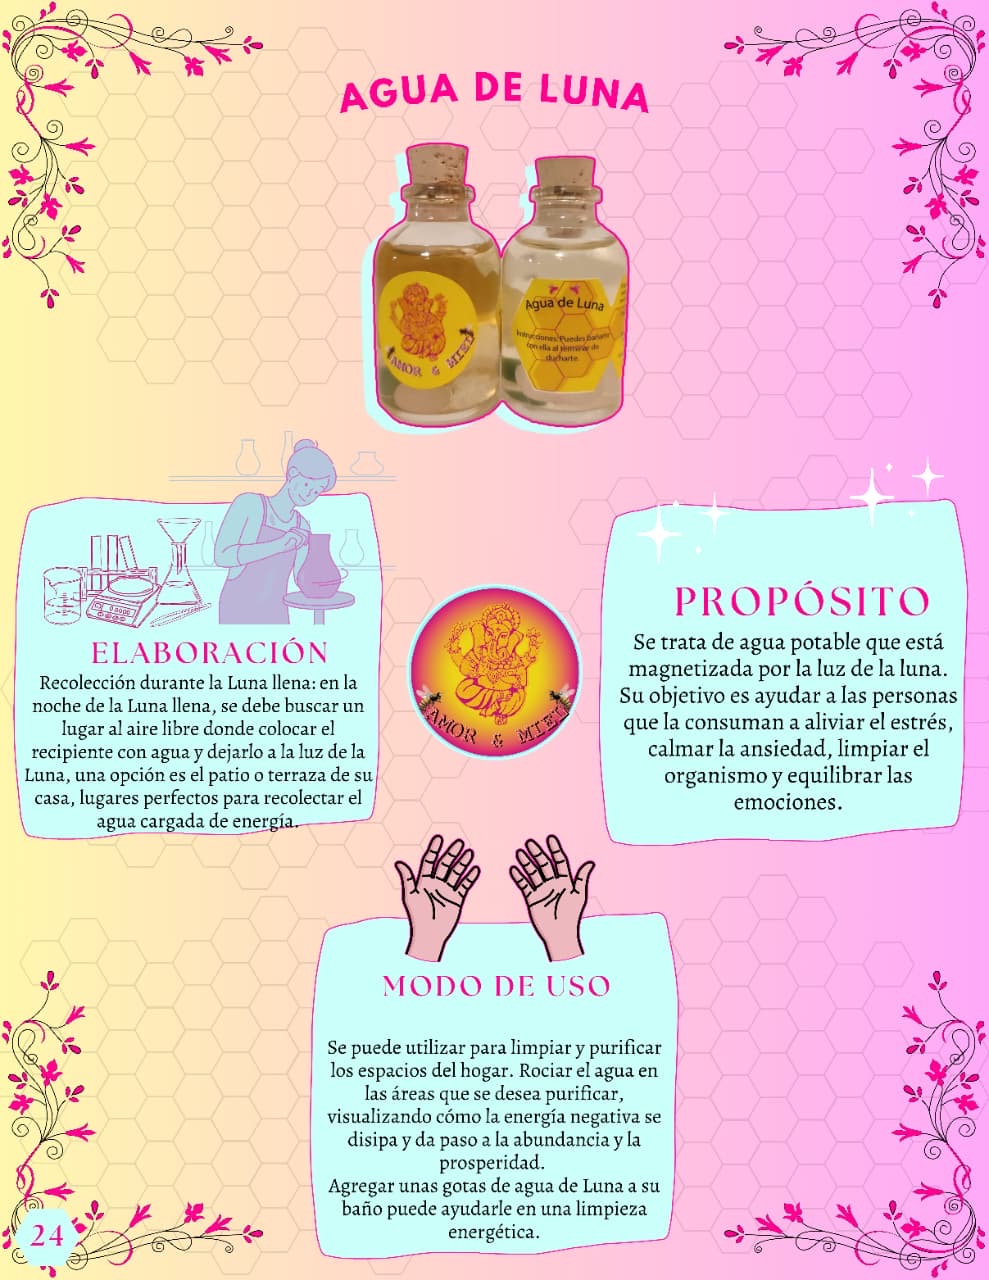 AGUA DE LUNA
AMOR & MIEL
Agua de Luna
Instrucciones: Puedes bañarte
con ella al terminar de
ducharte.
ELABORACIÓN
Recolección durante la Luna llena: en la
noche de la Luna llena, se debe buscar un
lugar al aire libre donde colocar el
recipiente con agua y dejarlo a la luz de la
Luna, una opción es el patio o terraza de su
casa, lugares perfectos para recolectar el
agua cargada de energía.
AMOR & MIEL
PROPÓSITO
Se trata de agua potable que está
magnetizada por la luz de la luna.
Su objetivo es ayudar a las personas
que la consuman a aliviar el estrés,
calmar la ansiedad, limpiar el
organismo y equilibrar las
emociones.
MODO DE USO
Se puede utilizar para limpiar y purificar
los espacios del hogar. Rociar el agua en
las áreas que se desea purificar,
visualizando cómo la energía negativa se
disipa y da paso a la abundancia y la
prosperidad.
Agregar unas gotas de agua de Luna a su
baño puede ayudarle en una limpieza
energética.
24